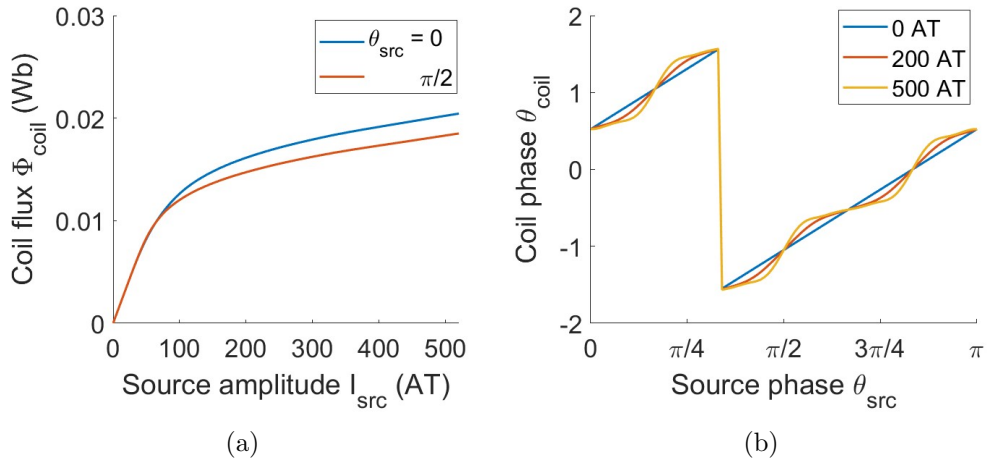 0.03
0.02
0.01
0
0 100 200 300 400 500
Coil flux Φcoil (Wb)
Source amplitude Isrc (AT)
θsrc = 0
π/2
(a)
2
1
0
-1
-2
0 π/4 π/2 3π/4 π
Coil phase θcoil
Source phase θsrc
0 AT
200 AT
500 AT
(b)